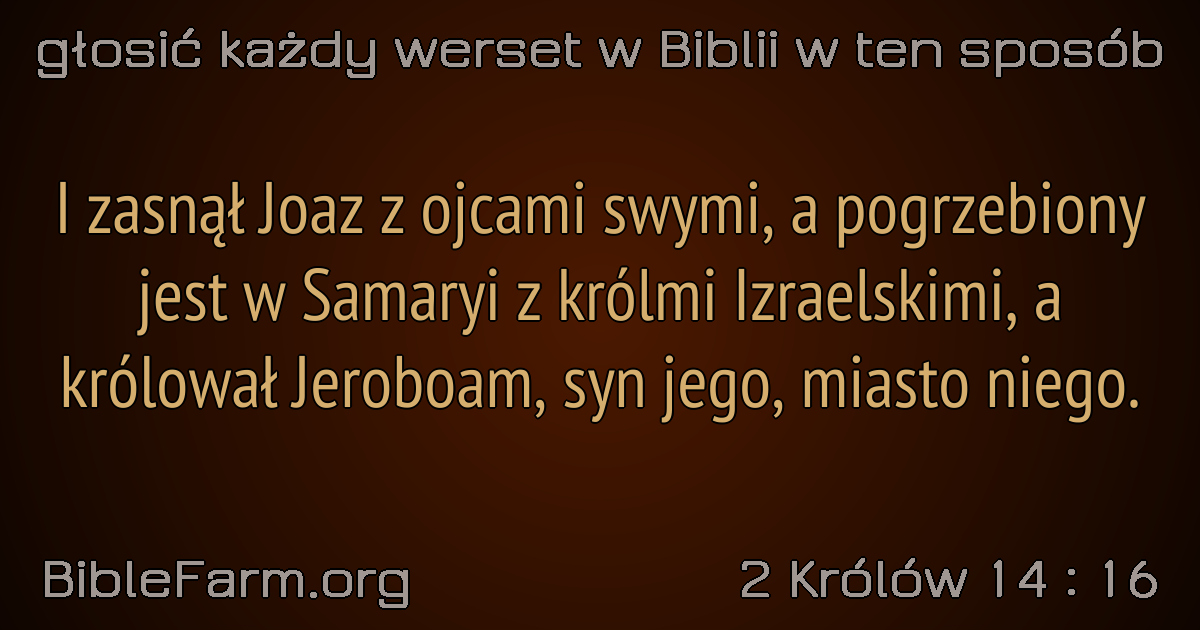 głosić każdy werset w Biblii w ten sposób
I zasnął Joaz z ojcami swymi, a pogrzebiony
jest w Samaryi z królmi Izraelskimi, a
królował Jeroboam, syn jego, miasto niego.
BibleFarm.org
2 Królów 14 : 16